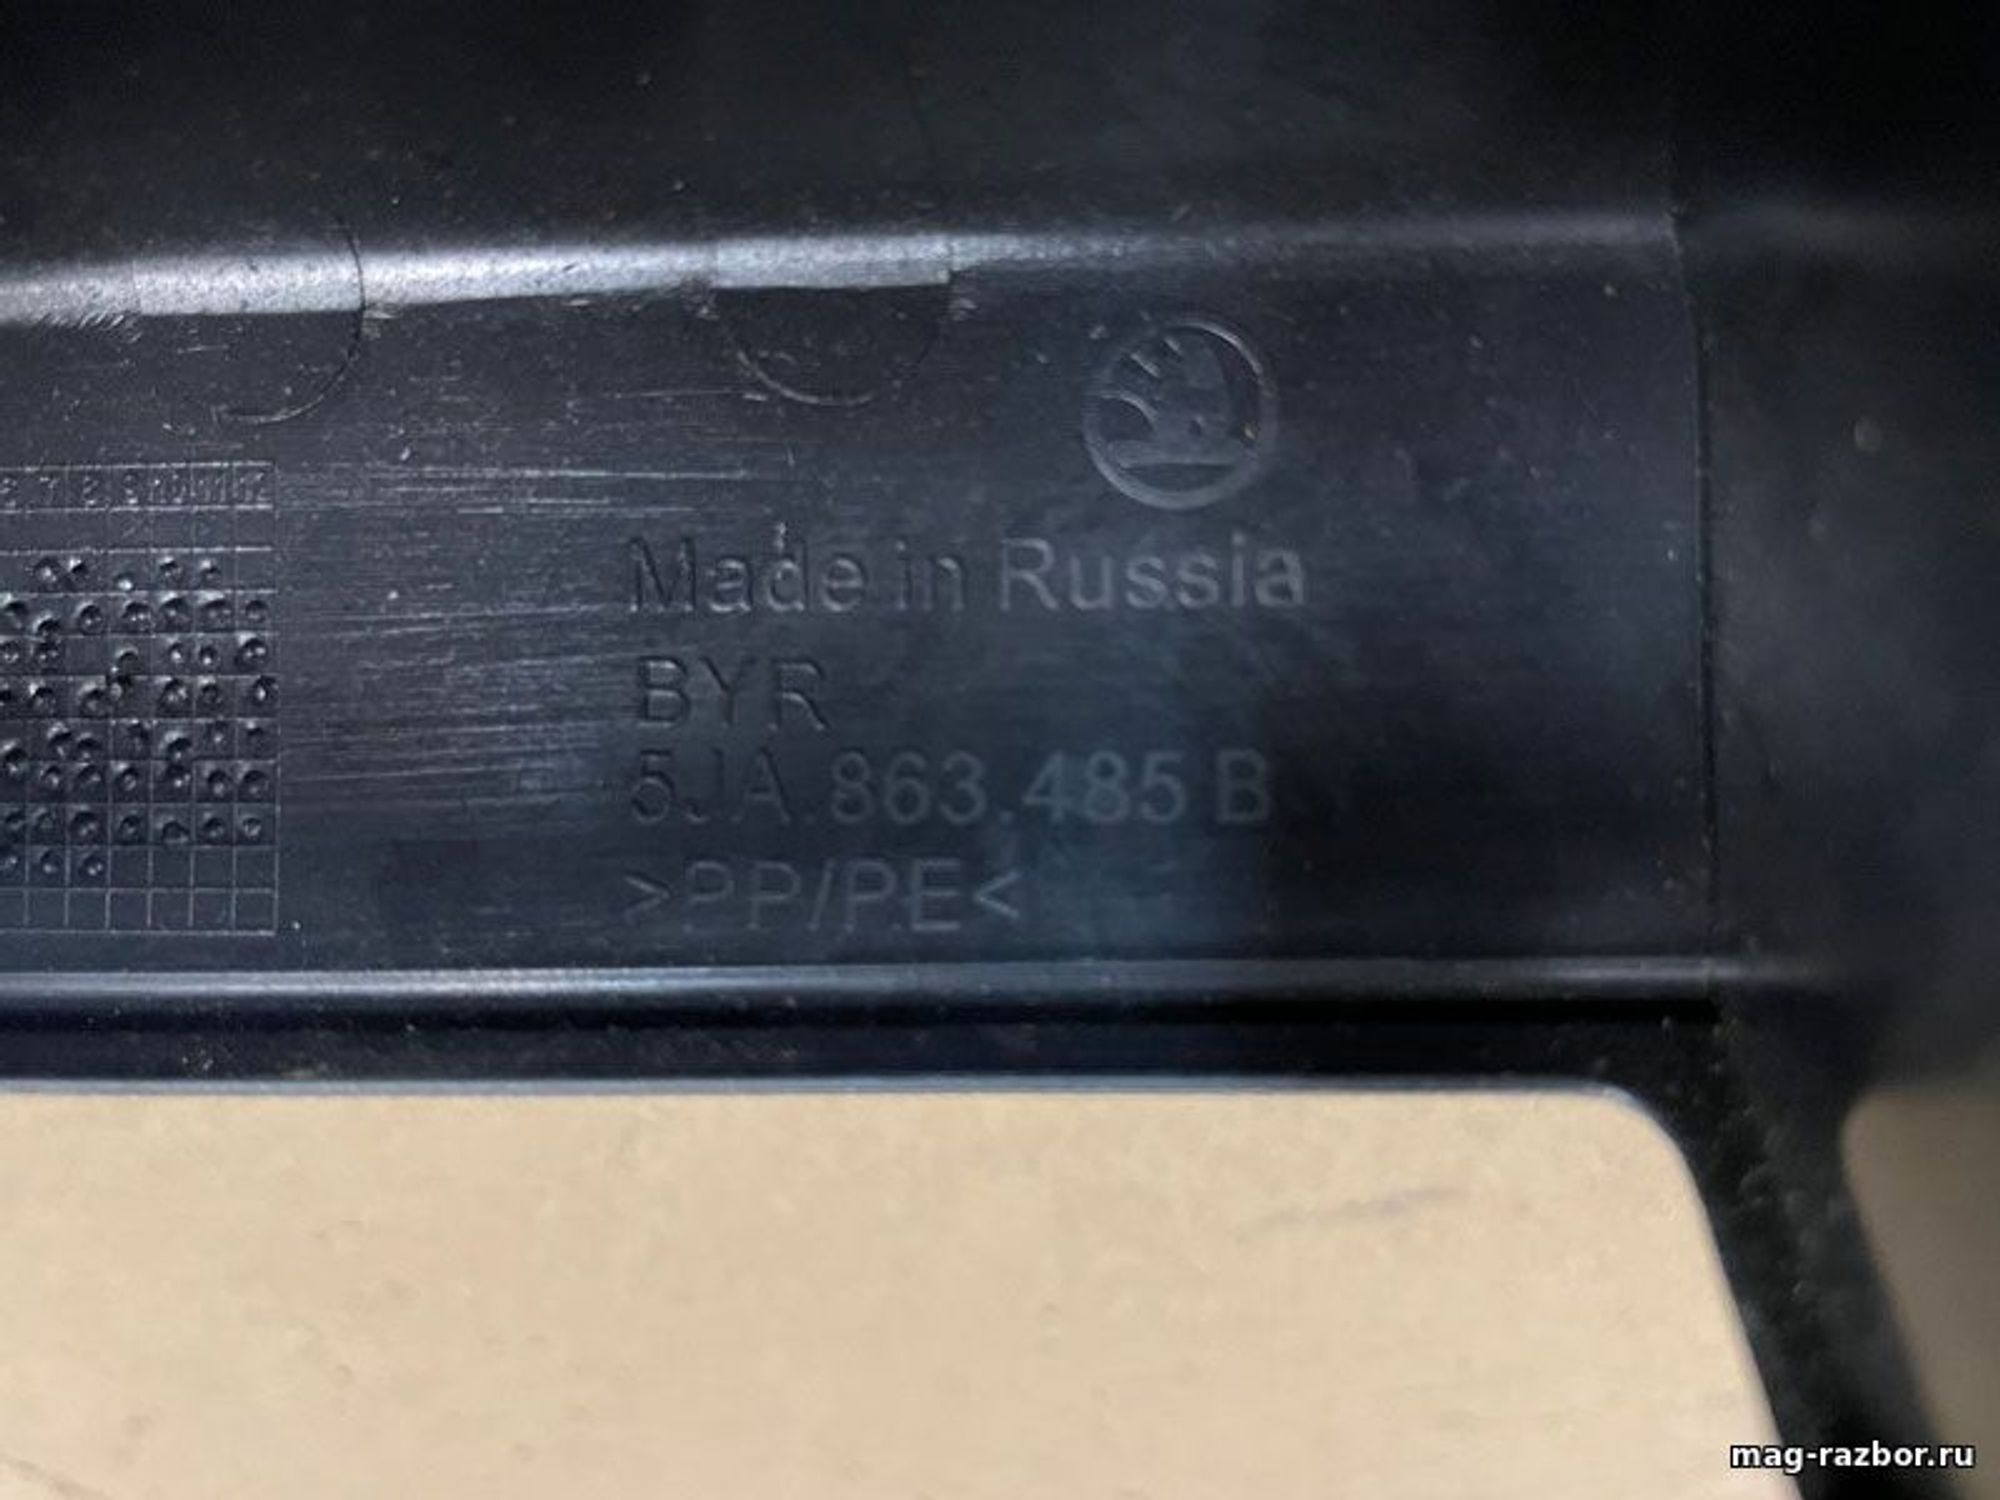 Made in Russia
BYR
5JA.863.485 B
>PP/PE<
mag-razbor.ru